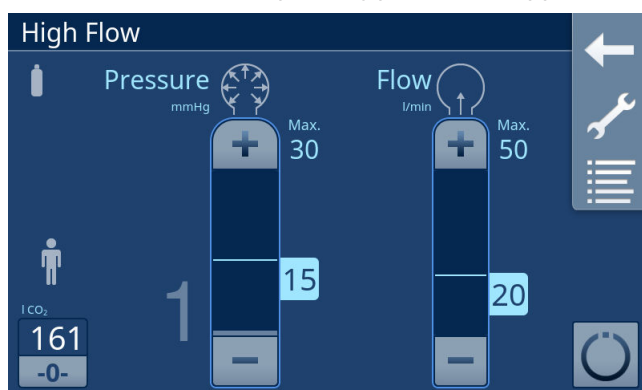 High Flow
Pressure
mmHg
Flow
l/min
+
Max.
30
+
Max.
50
15
20
1
I CO₂
161
-0-
−
−